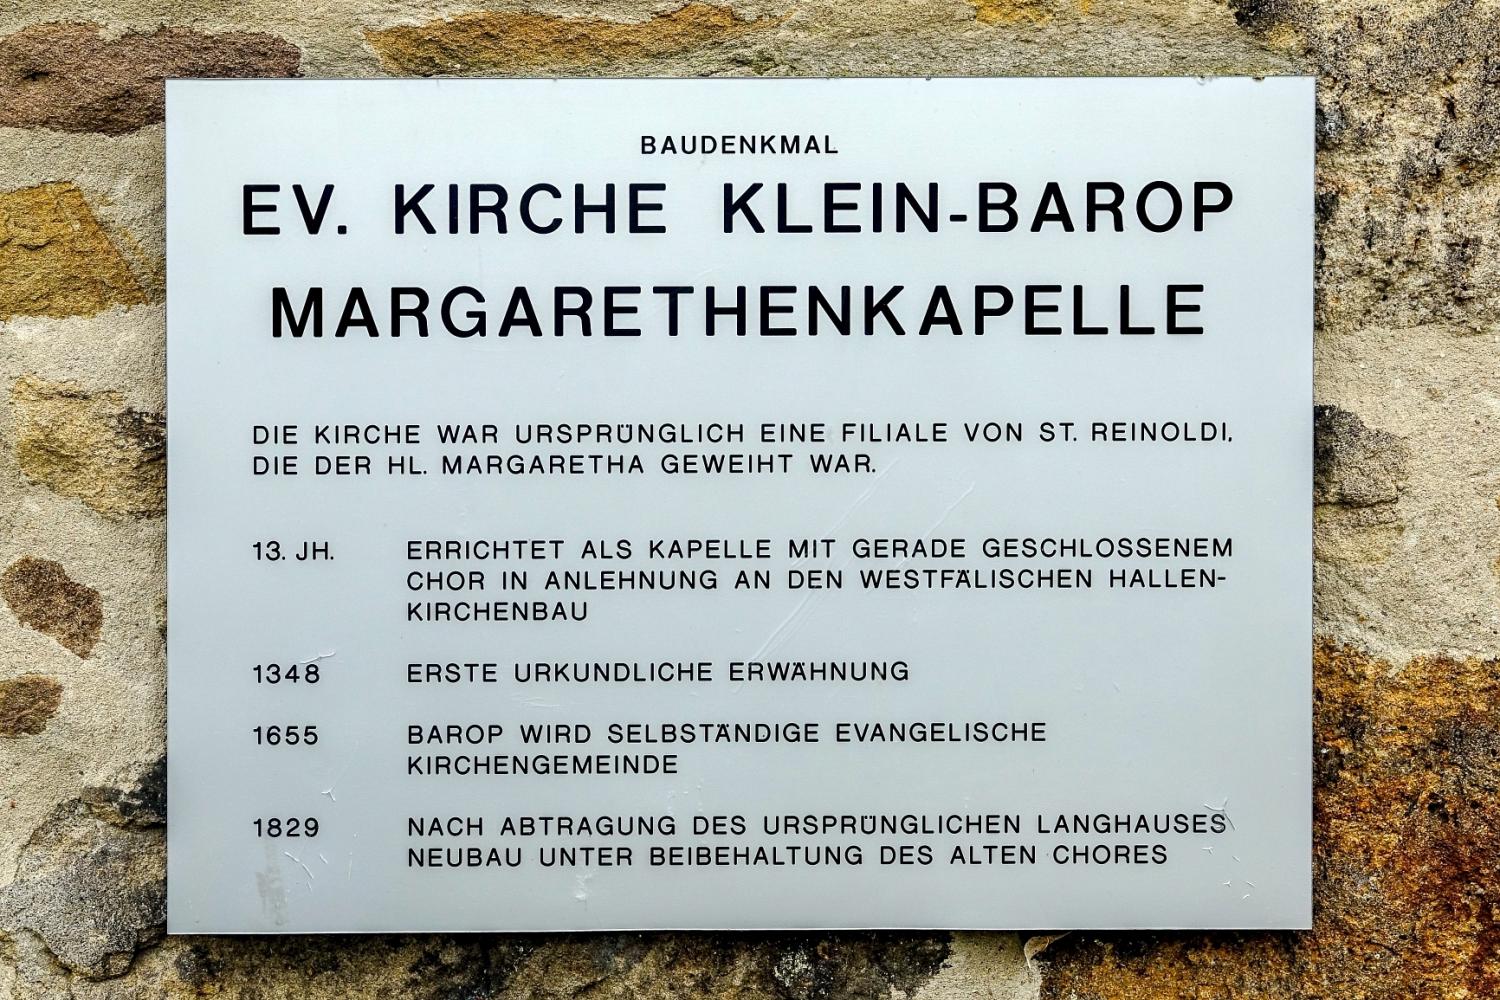 BAUDENKMAL
EV. KIRCHE KLEIN-BAROP
MARGARETHENKAPELLE
DIE KIRCHE WAR URSPRÜNGLICH EINE FILIALE VON ST. REINOLDI,
DIE DER HL. MARGARETHA GEWEIHT WAR.
13. JH. ERRICHTET ALS KAPELLE MIT GERADE GESCHLOSSENEM
CHOR IN ANLEHNUNG AN DEN WESTFÄLISCHEN HALLEN-
KIRCHENBAU
1348 ERSTE URKUNDLICHE ERWÄHNUNG
1655 BAROP WIRD SELBSTÄNDIGE EVANGELISCHE
KIRCHENGEMEINDE
1829 NACH ABTRAGUNG DES URSPRÜNGLICHEN LANGHAUSES
NEUBAU UNTER BEIBEHALTUNG DES ALTEN CHORES